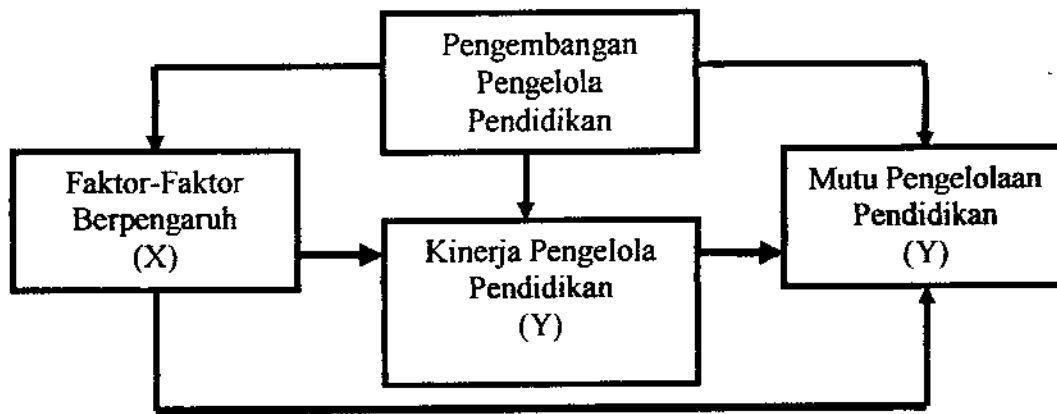 Pengembangan
Pengelola
Pendidikan
Faktor-Faktor
Berpengaruh
(X)
Kinerja Pengelola
Pendidikan
(Y)
Mutu Pengelolaan
Pendidikan
(Y)